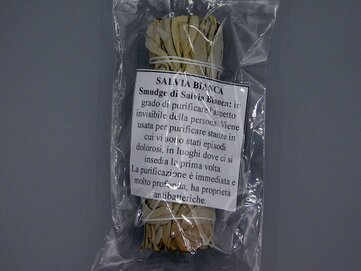 SALVIA BIANCA
Smudge di Salvia Bianca: in
grado di purificare l'aspetto
invisibile della persona. Viene
usata per purificare stanze in
cui vi sono stati episodi
dolorosi, in luoghi dove ci si
insedia la prima volta.
La purificazione è immediata e
molto profonda, ha proprietà
antibatteriche.